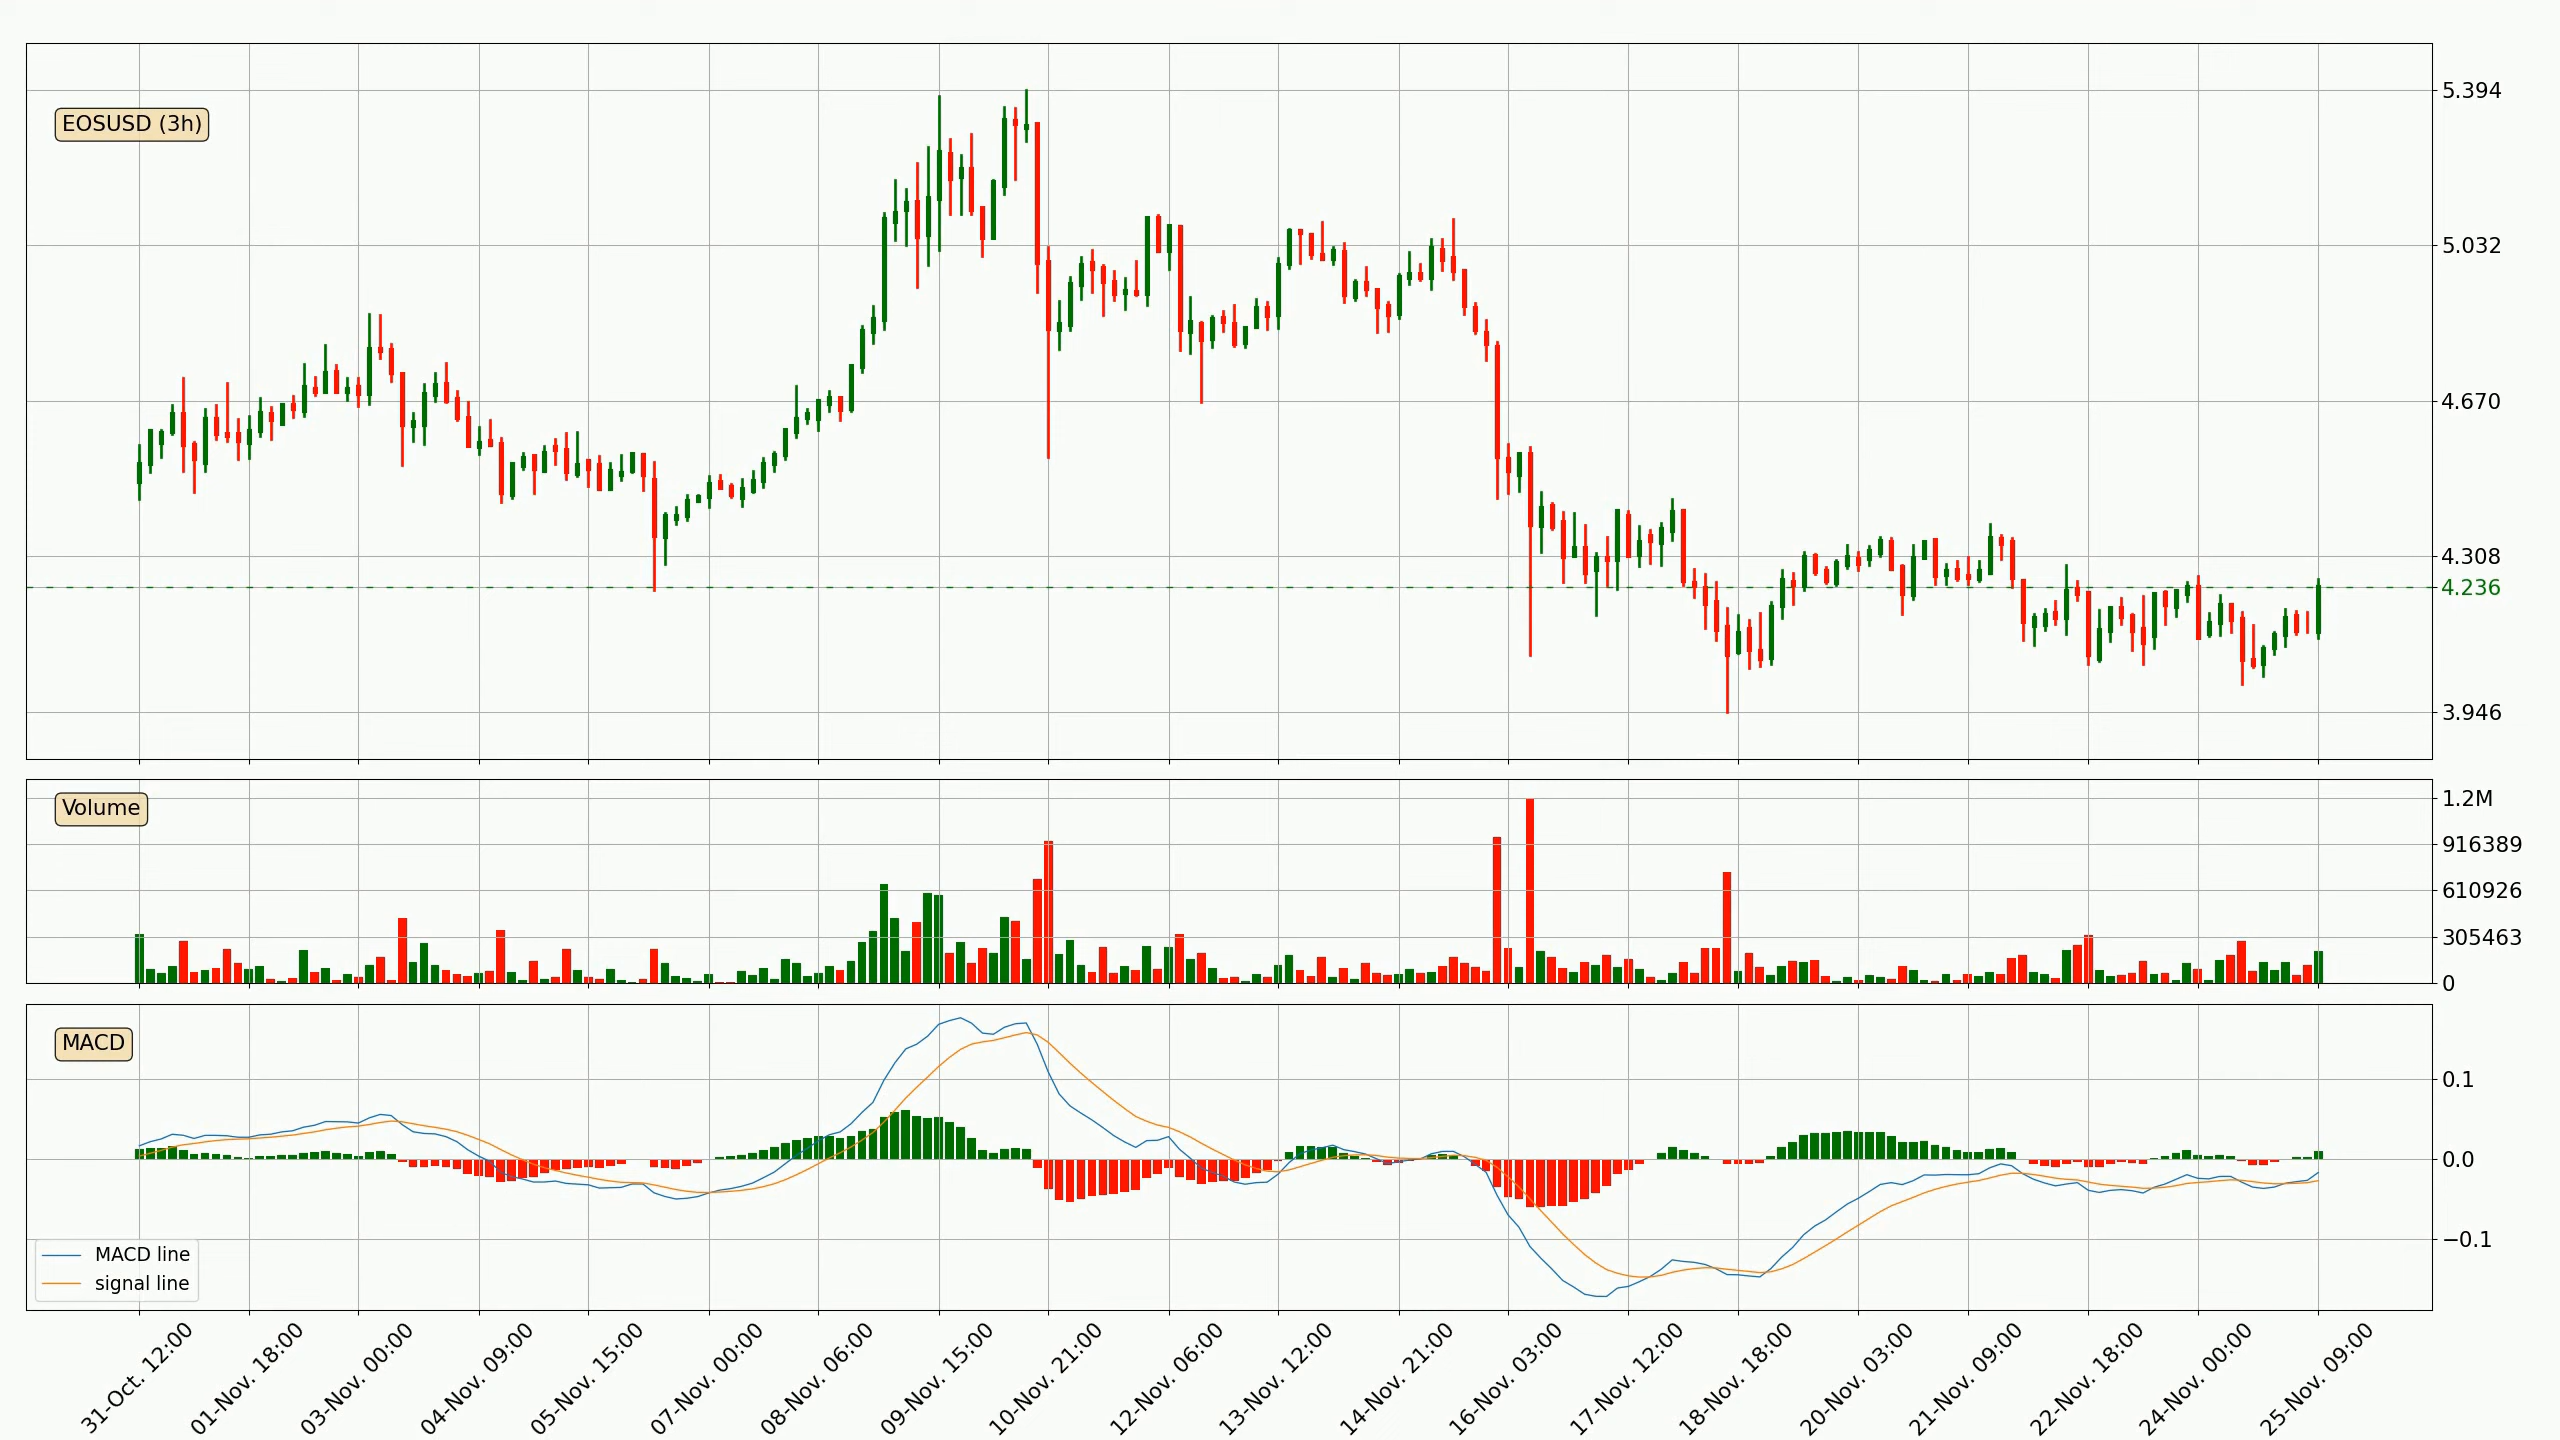 EOSUSD (3h)
5.394
5.032
4.670
4.308
4.236
3.946
Volume
1.2M
916389
610926
305463
0
MACD
0.1
0.0
−0.1
MACD line
signal line
31-Oct. 12:00
01-Nov. 18:00
03-Nov. 00:00
04-Nov. 09:00
05-Nov. 15:00
07-Nov. 00:00
08-Nov. 06:00
09-Nov. 15:00
10-Nov. 21:00
12-Nov. 06:00
13-Nov. 12:00
14-Nov. 21:00
16-Nov. 03:00
17-Nov. 12:00
18-Nov. 18:00
20-Nov. 03:00
21-Nov. 09:00
22-Nov. 18:00
24-Nov. 00:00
25-Nov. 09:00